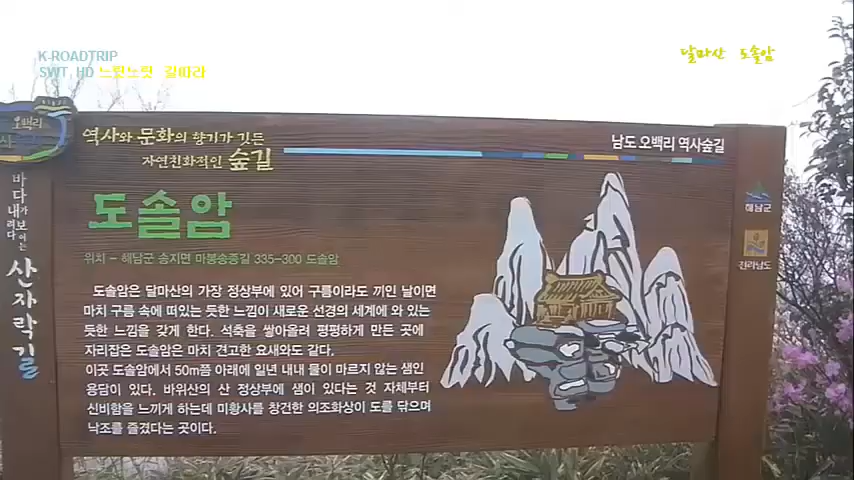 K-ROADTRIP
SWT, HD 느릿느릿 길따라
달마산 도솔암
오백리
역사와 문화의 향기가 깃든
자연친화적인 숲길
남도 오백리 역사숲길
바다가 보이는
내려다
산자락길
도솔암
위치 - 해남군 송지면 마봉송종길 335-300 도솔암
도솔암은 달마산의 가장 정상부에 있어 구름이라도 끼인 날이면
마치 구름 속에 떠있는 듯한 느낌이 새로운 선경의 세계에 와 있는
듯한 느낌을 갖게 한다. 석축을 쌓아올려 평평하게 만든 곳에
자리잡은 도솔암은 마치 견고한 요새와도 같다.
이곳 도솔암에서 50m쯤 아래에 일년 내내 물이 마르지 않는 샘인
용담이 있다. 바위산의 산 정상부에 샘이 있다는 것 자체부터
신비함을 느끼게 하는데 미황사를 창건한 의조화상이 도를 닦으며
낙조를 즐겼다는 곳이다.
해남군
전라남도